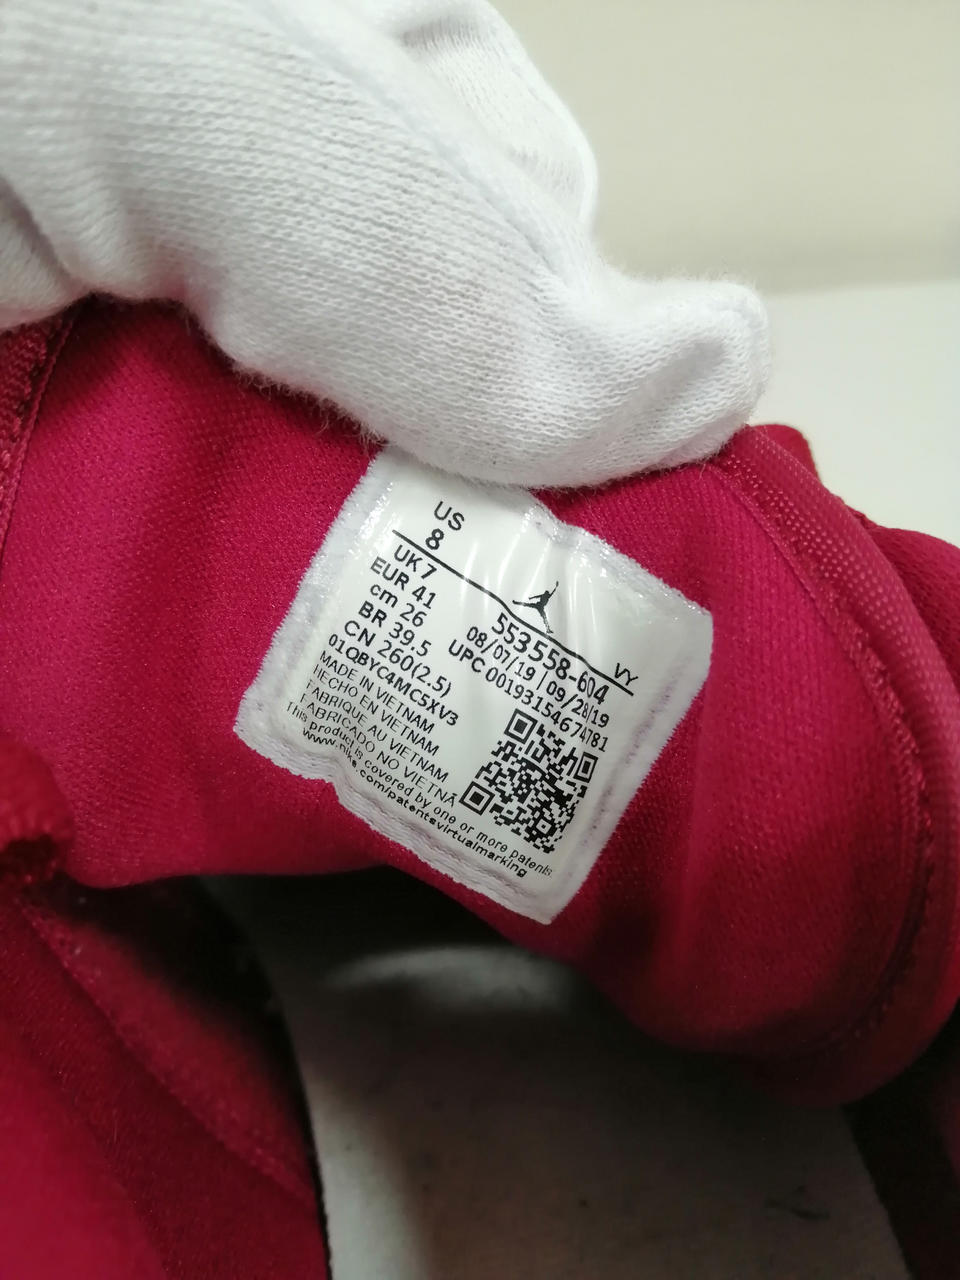 US
8
UK 7
EUR 41
cm 26
BR 39.5
CN 260(2.5)
01QBYC4MC5XV3
553558-604 VY
08/07/19 | 09/28/19
UPC 00193154674781
MADE IN VIETNAM
HECHO EN VIETNAM
FABRIQUE AU VIETNAM
FABRICADO NO VIETNÃ
This product is covered by one or more patents.
www.nike.com/patentsvirtualmarking